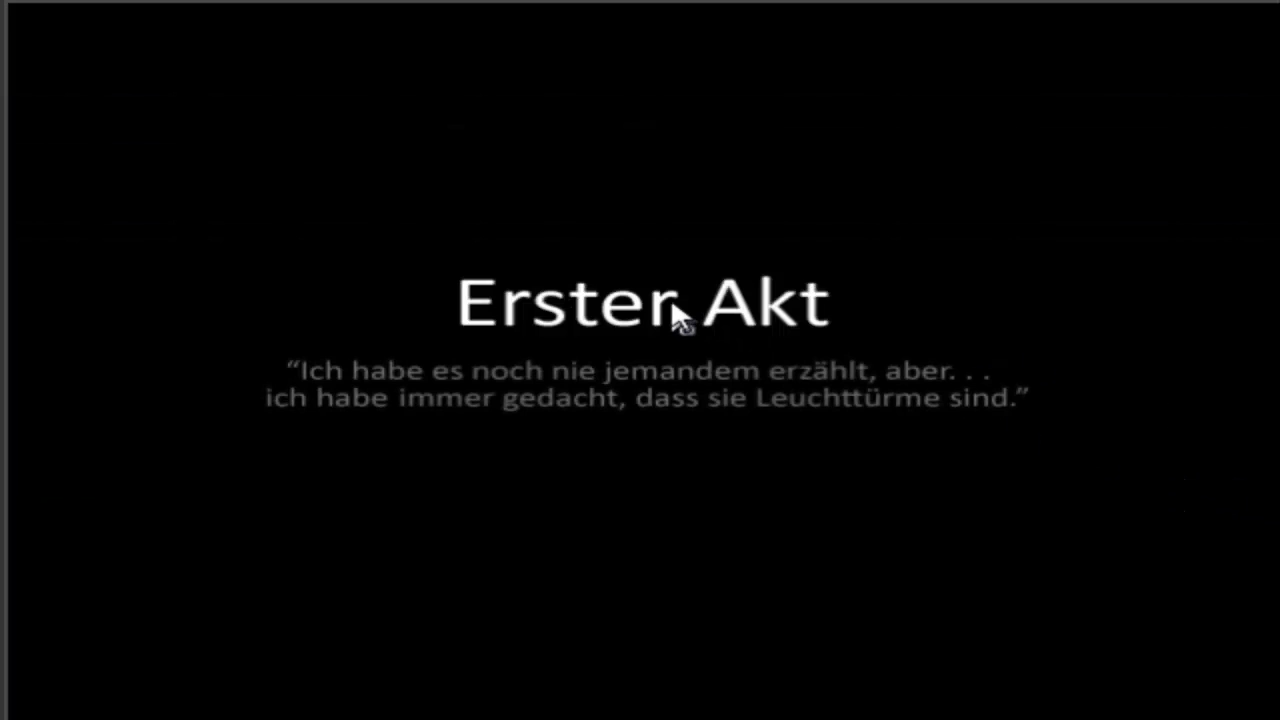 Erster Akt
“Ich habe es noch nie jemandem erzählt, aber. . .
ich habe immer gedacht, dass sie Leuchttürme sind.”